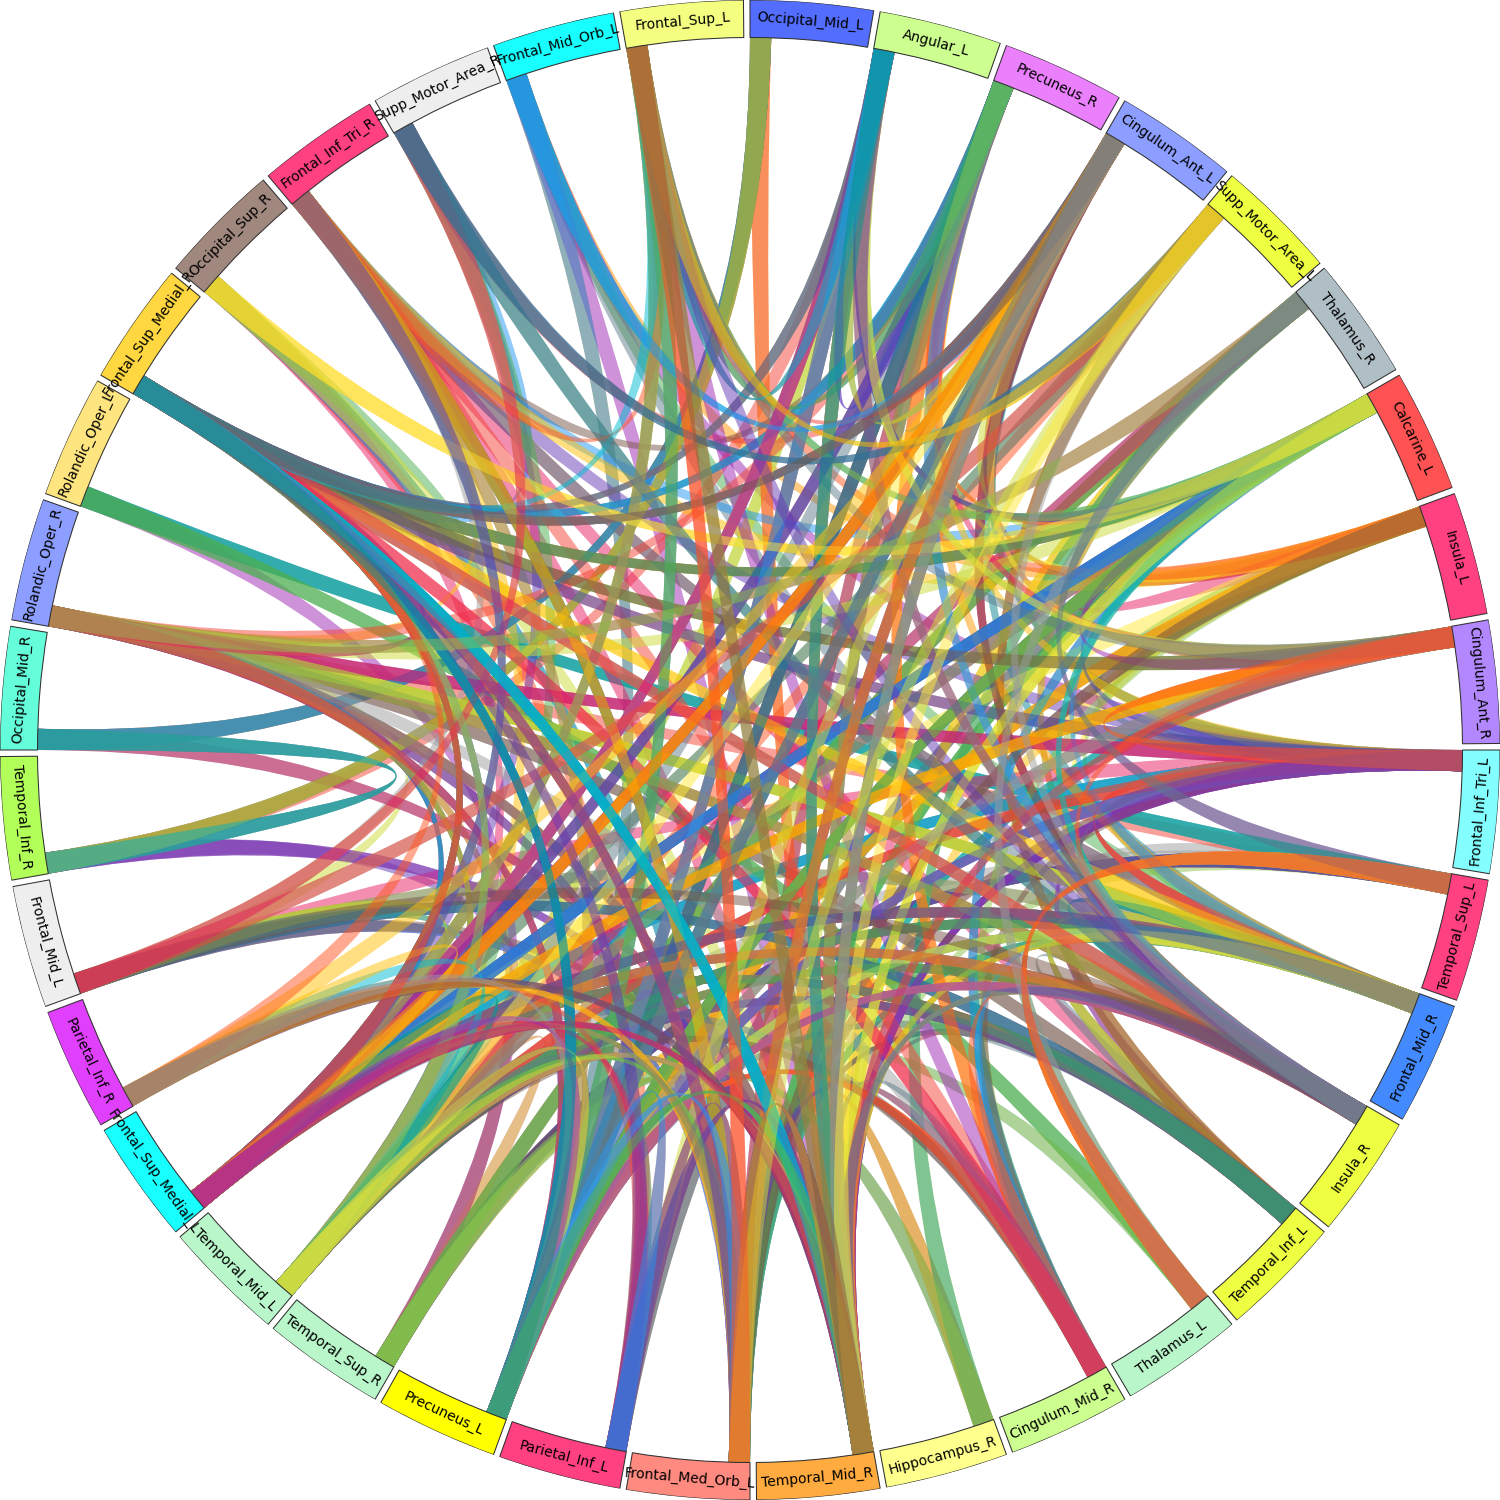 Occipital_Mid_L
Angular_L
Precuneus_R
Cingulum_Ant_L
Supp_Motor_Area_L
Thalamus_R
Calcarine_L
Insula_L
Cingulum_Ant_R
Frontal_Inf_Tri_L
Temporal_Sup_L
Frontal_Mid_R
Insula_R
Temporal_Inf_L
Thalamus_L
Cingulum_Mid_R
Hippocampus_R
Temporal_Mid_R
Frontal_Med_Orb_L
Parietal_Inf_L
Precuneus_L
Temporal_Sup_R
Temporal_Mid_L
Frontal_Sup_Medial_L
Parietal_Inf_R
Frontal_Mid_L
Temporal_Inf_R
Occipital_Mid_R
Rolandic_Oper_R
Rolandic_Oper_L
Frontal_Sup_Medial_R
Occipital_Sup_R
Frontal_Inf_Tri_R
Supp_Motor_Area_R
Frontal_Mid_Orb_L
Frontal_Sup_L